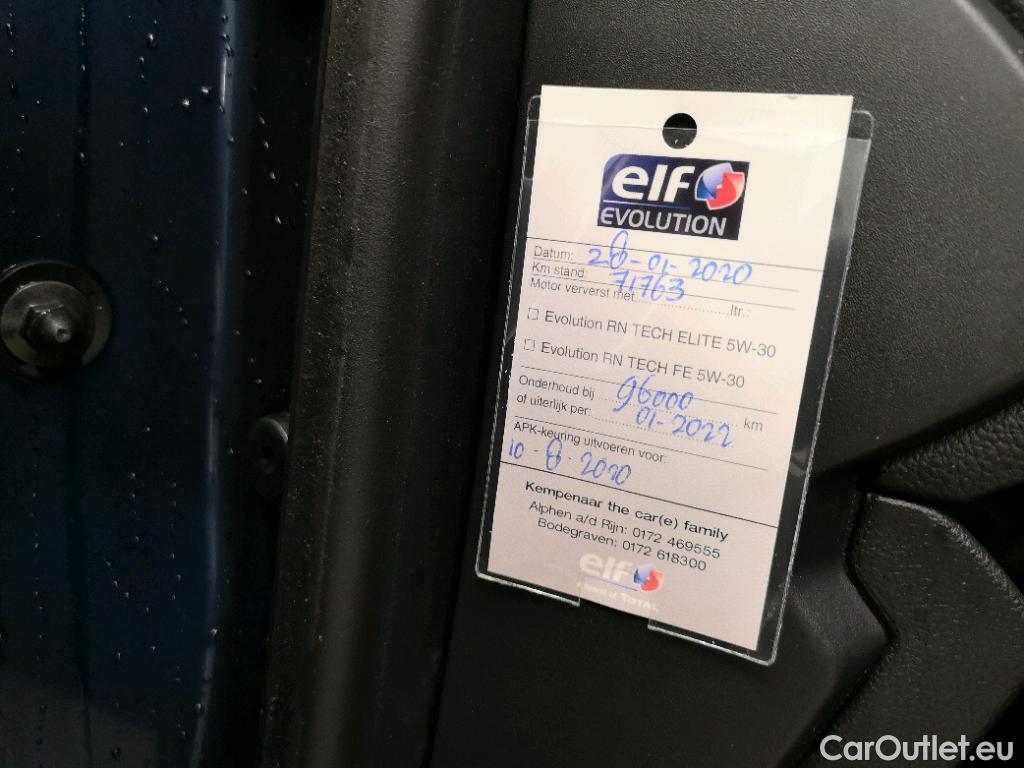 elf
EVOLUTION
Datum: 28-01-2020
Km stand: 71763
Motor ververst met.....................ltr.:
Evolution RN TECH ELITE 5W-30
Evolution RN TECH FE 5W-30
Onderhoud bij 96000 km
of uiterlijk per: 01-2022
APK-keuring uitvoeren voor:
10-8-2020
Kempenaar the car(e) family
Alphen a/d Rijn: 0172 469555
Bodegraven: 0172 618300
elf
TOTAL
CarOutlet.eu